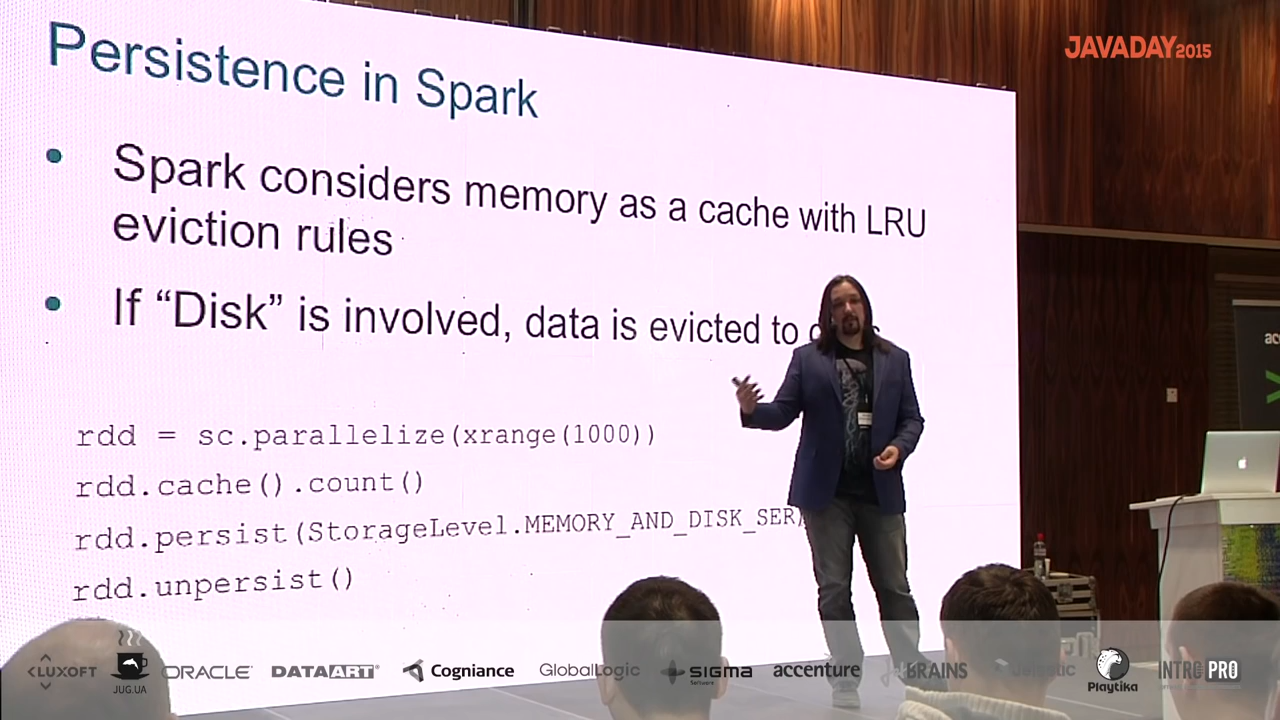 JAVADAY2015
Persistence in Spark
• Spark considers memory as a cache with LRU
eviction rules
• If “Disk” is involved, data is evicted to
rdd = sc.parallelize(xrange(1000))
rdd.cache().count()
rdd.persist(StorageLevel.MEMORY_AND_DISK_SER
rdd.unpersist()
LUXOFT
JUG.UA
ORACLE
DATAART
Cogniance
GlobalLogic
SIGMA
Software
accenture
BRAINS
Playtika
INTRO PRO